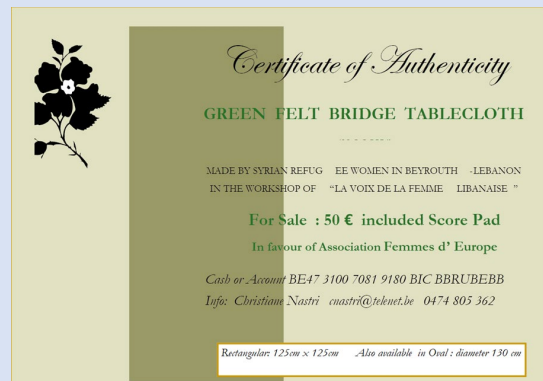 Certificate of Authenticity
GREEN FELT BRIDGE TABLECLOTH
MADE BY SYRIAN REFUG EE WOMEN IN BEYROUTH -LEBANON
IN THE WORKSHOP OF “LA VOIX DE LA FEMME LIBANAISE ”
For Sale : 50 € included Score Pad
In favour of Association Femmes d’ Europe
Cash or Account BE47 3100 7081 9180 BIC BBRUBEBB
Info: Christiane Nastri cnastri@telenet.be 0474 805 362
Rectangular: 125cm x 125cm Also available in Oval : diameter 130 cm